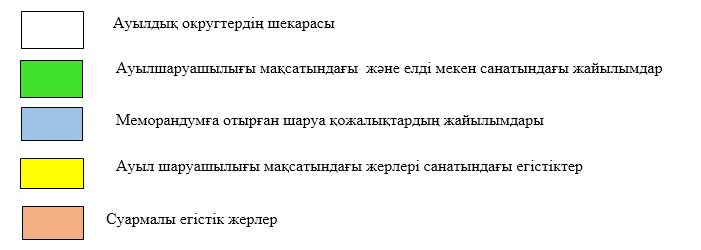 Ауылдық округтердің шекарасы
Ауылшаруашылығы мақсатындағы және елді мекен санатындағы жайылымдар
Меморандумға отырған шаруа қожалықтардың жайылымдары
Ауыл шаруашылығы мақсатындағы жерлері санатындағы егістіктер
Суармалы егістік жерлер